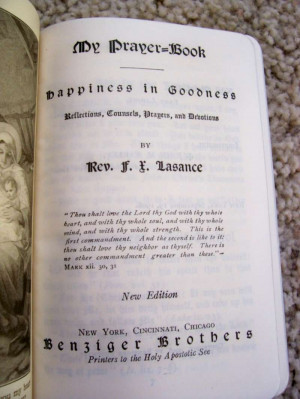 My Prayer=Book
Happiness in Goodness
Reflections, Counsels, Prayers, and Devotions
BY
Rev. F. X. Lasance
"Thou shalt love the Lord thy God with thy whole
heart, and with thy whole soul, and with thy whole
mind, and with thy whole strength. This is the
first commandment. And the second is like to it:
thou shalt love thy neighbor as thyself. There is
no other commandment greater than these."—
MARK xii. 30, 31
New Edition
NEW YORK, CINCINNATI, CHICAGO
Benziger Brothers
Printers to the Holy Apostolic See